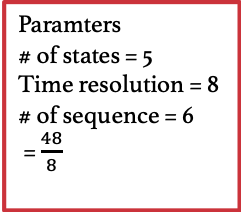 Paramters
# of states = 5
Time resolution = 8
# of sequence = 6
= 48/8